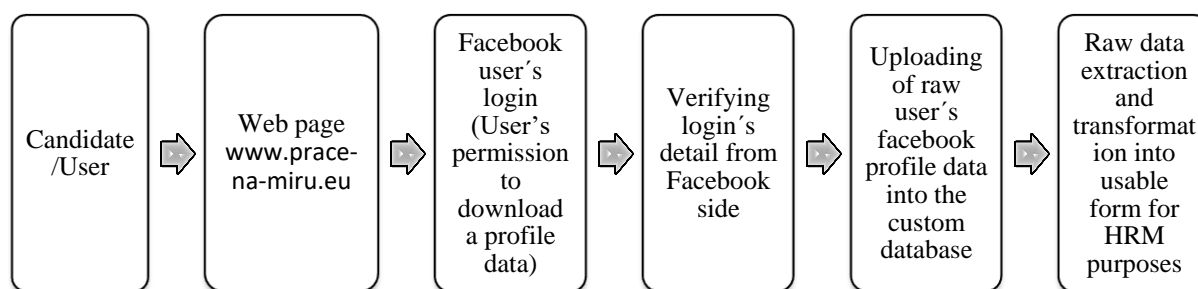 Candidate
/User
Web page
www.prace-
na-miru.eu
Facebook
user´s
login
(User's
permission
to
download
a profile
data)
Verifying
login´s
detail from
Facebook
side
Uploading
of raw
user´s
facebook
profile data
into the
custom
database
Raw data
extraction
and
transformat
ion into
usable
form for
HRM
purposes